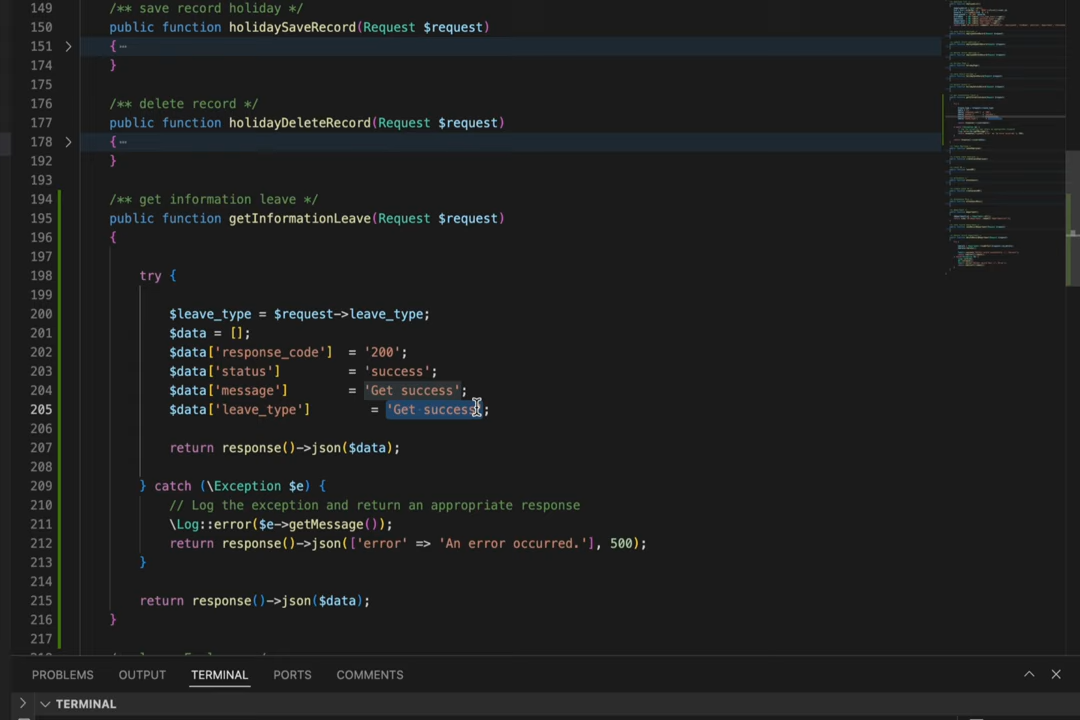 149 /** save record holiday */
150 public function holidaySaveRecord(Request $request)
151 > { ⋯
174 }
175
176 /** delete record */
177 public function holidayDeleteRecord(Request $request)
178 > { ⋯
192 }
193
194 /** get information leave */
195 public function getInformationLeave(Request $request)
196 {
197
198 try {
199
200 $leave_type = $request->leave_type;
201 $data = [];
202 $data['response_code'] = '200';
203 $data['status'] = 'success';
204 $data['message'] = 'Get success';
205 $data['leave_type'] = 'Get success';
206
207 return response()->json($data);
208
209 } catch (\Exception $e) {
210 // Log the exception and return an appropriate response
211 \Log::error($e->getMessage());
212 return response()->json(['error' => 'An error occurred.'], 500);
213 }
214
215 return response()->json($data);
216 }
217
PROBLEMS OUTPUT TERMINAL PORTS COMMENTS
TERMINAL